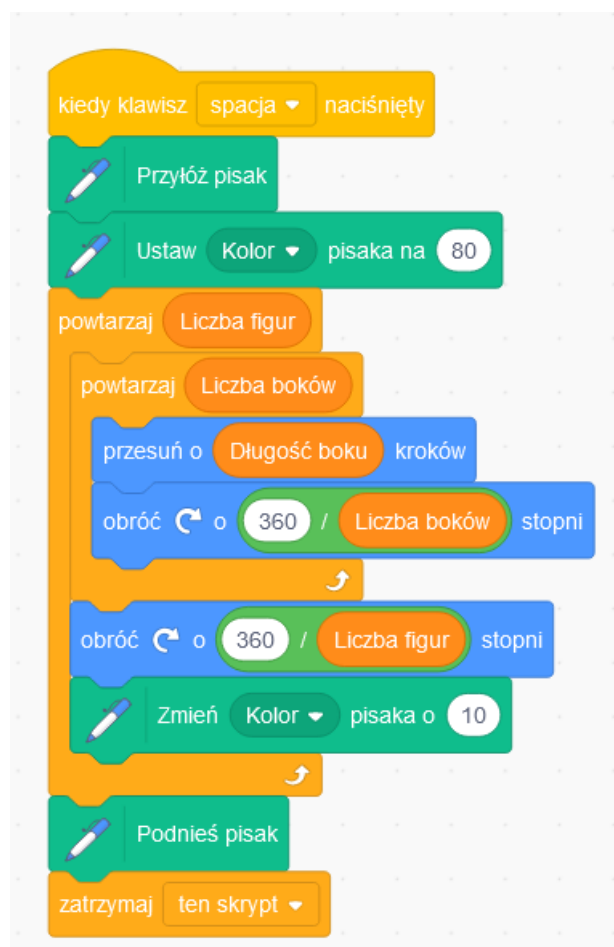 kiedy klawisz spacja naciśnięty
Przyłóż pisak
Ustaw Kolor pisaka na 80
powtarzaj Liczba figur
powtarzaj Liczba boków
przesuń o Długość boku kroków
obróć o 360 / Liczba boków stopni
obróć o 360 / Liczba figur stopni
Zmień Kolor pisaka o 10
Podnieś pisak
zatrzymaj ten skrypt